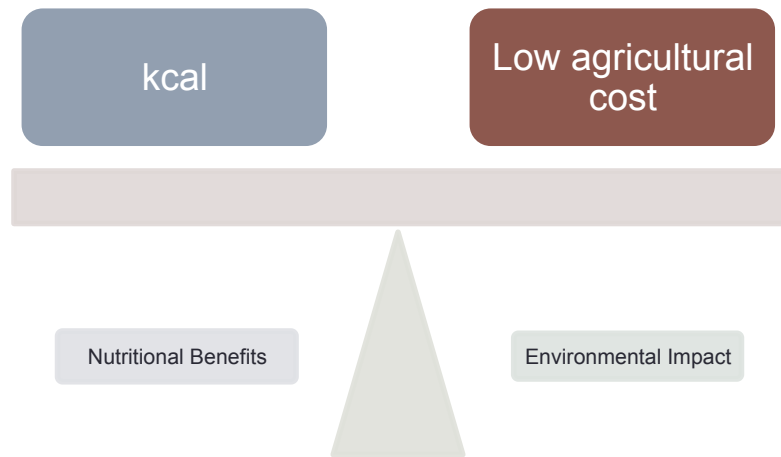 kcal
Low agricultural
cost
Nutritional Benefits
Environmental Impact